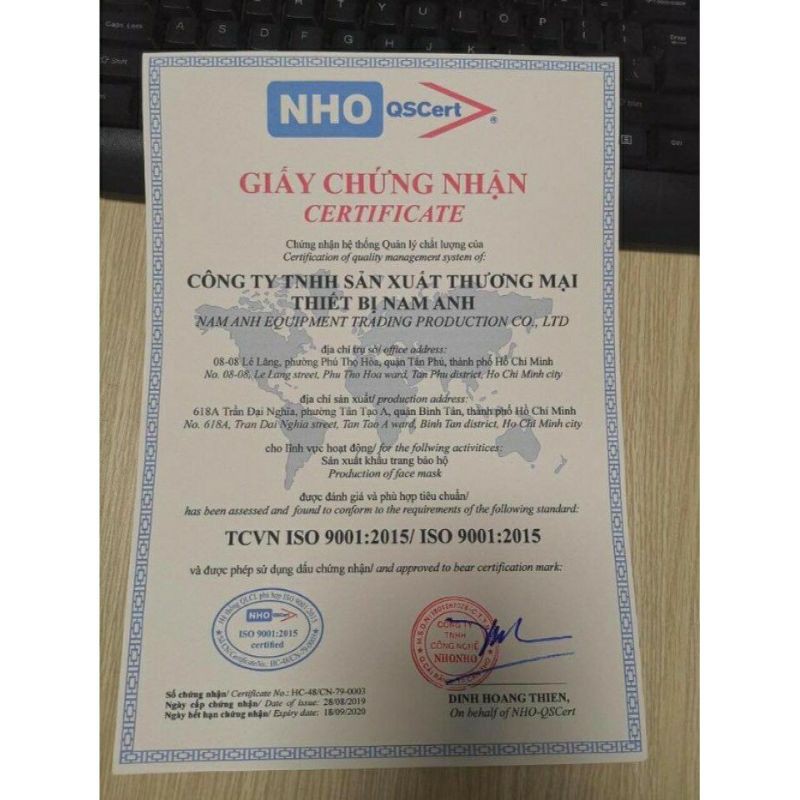 NHO QSCert ®
GIẤY CHỨNG NHẬN
CERTIFICATE
Chứng nhận hệ thống Quản lý chất lượng của
Certification of quality management system of:
CÔNG TY TNHH SẢN XUẤT THƯƠNG MẠI
THIẾT BỊ NAM ANH
NAM ANH EQUIPMENT TRADING PRODUCTION CO., LTD
địa chỉ trụ sở/ office address:
08-08 Lê Lăng, phường Phú Thọ Hòa, quận Tân Phú, thành phố Hồ Chí Minh
No. 08-08, Le Lang street, Phu Tho Hoa ward, Tan Phu district, Ho Chi Minh city
địa chỉ sản xuất/ production address:
618A Trần Đại Nghĩa, phường Tân Tạo A, quận Bình Tân, thành phố Hồ Chí Minh
No. 618A, Tran Dai Nghia street, Tan Tao A ward, Binh Tan district, Ho Chi Minh city
cho lĩnh vực hoạt động/ for the follwing activitices:
Sản xuất khẩu trang bảo hộ
Production of face mask
được đánh giá và phù hợp tiêu chuẩn/
has been assessed and found to conform to the requirements of the following standard:
TCVN ISO 9001:2015/ ISO 9001:2015
và được phép sử dụng dấu chứng nhận/ and approved to bear certification mark:
Hệ thống QLCL phù hợp ISO 9001:2015
NHO
ISO 9001:2015
certified
CÔNG TY
TNHH
CÔNG NGHỆ
NHONHO
Số chứng nhận/ Certificate No.: HC-48/CN-79-0003
Ngày cấp chứng nhận/ Date of issue: 28/08/2019
Ngày hết hạn chứng nhận/ Expiry date: 18/09/2020
DINH HOANG THIEN,
On behalf of NHO-QSCert